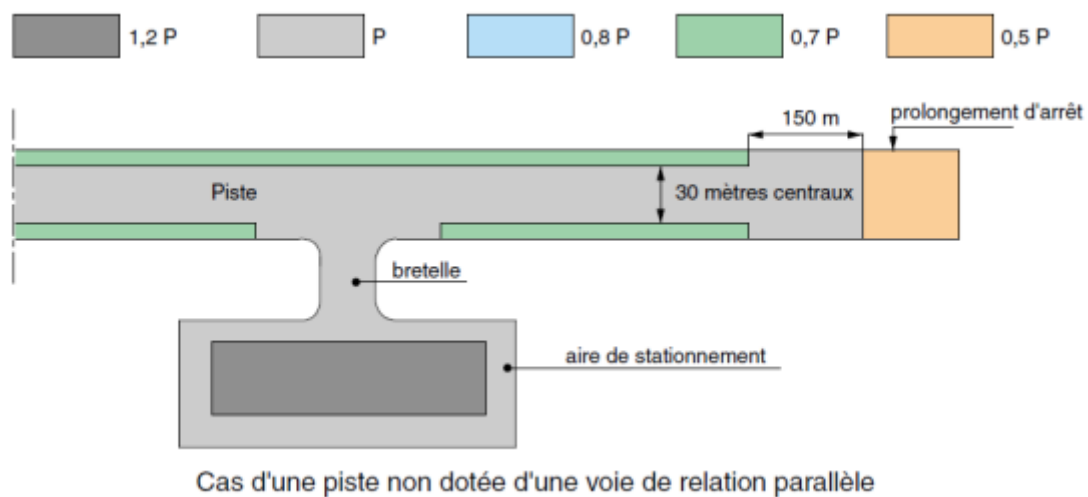 1,2 P
P
0,8 P
0,7 P
0,5 P
prolongement d'arrêt
150 m
Piste
30 mètres centraux
bretelle
aire de stationnement
Cas d'une piste non dotée d'une voie de relation parallèle